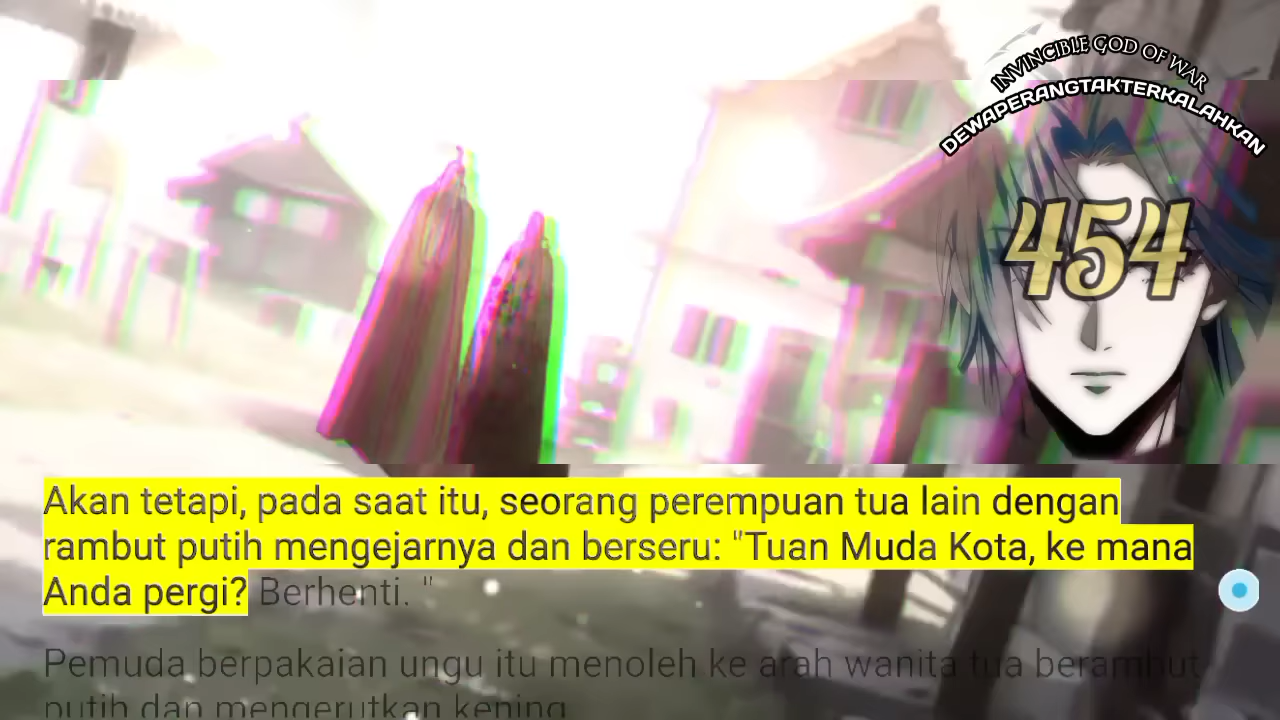 INVINCIBLE GOD OF WAR
DEWAPERANGTAKTERKALAHKAN
454
Akan tetapi, pada saat itu, seorang perempuan tua lain dengan
rambut putih mengejarnya dan berseru: "Tuan Muda Kota, ke mana
Anda pergi? Berhenti. "
Pemuda berpakaian ungu itu menoleh ke arah wanita tua berambut
putih dan mengerutkan kening